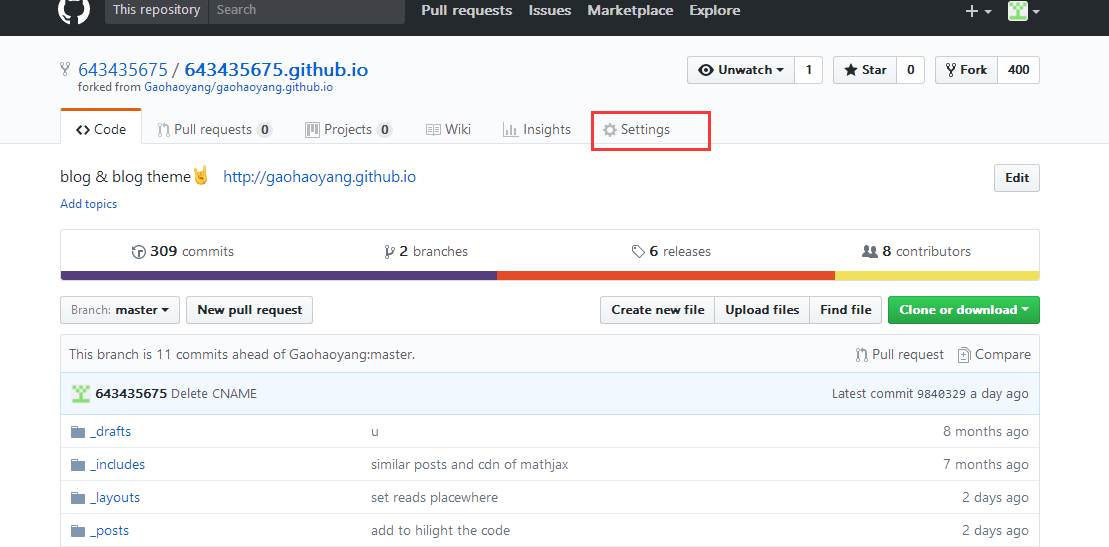 This repository Search Pull requests Issues Marketplace Explore
643435675 / 643435675.github.io Unwatch 1 Star 0 Fork 400
forked from Gaohaoyang/gaohaoyang.github.io
Code Pull requests 0 Projects 0 Wiki Insights Settings
blog & blog theme🤘 http://gaohaoyang.github.io Edit
Add topics
309 commits 2 branches 6 releases 8 contributors
Branch: master New pull request Create new file Upload files Find file Clone or download
This branch is 11 commits ahead of Gaohaoyang:master. Pull request Compare
643435675 Delete CNAME Latest commit 9840329 a day ago
_drafts u 8 months ago
_includes similar posts and cdn of mathjax 7 months ago
_layouts set reads placewhere 2 days ago
_posts add to hilight the code 2 days ago